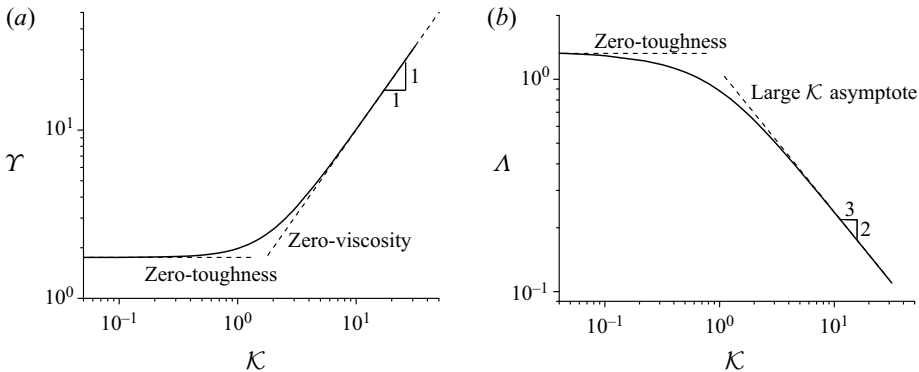 (a)
10¹
ϒ
10⁰
1
1
Zero-viscosity
Zero-toughness
10⁻¹
10⁰
10¹
𝒦
(b)
Zero-toughness
10⁰
Large 𝒦 asymptote
Λ
3
2
10⁻¹
10⁻¹
10⁰
10¹
𝒦